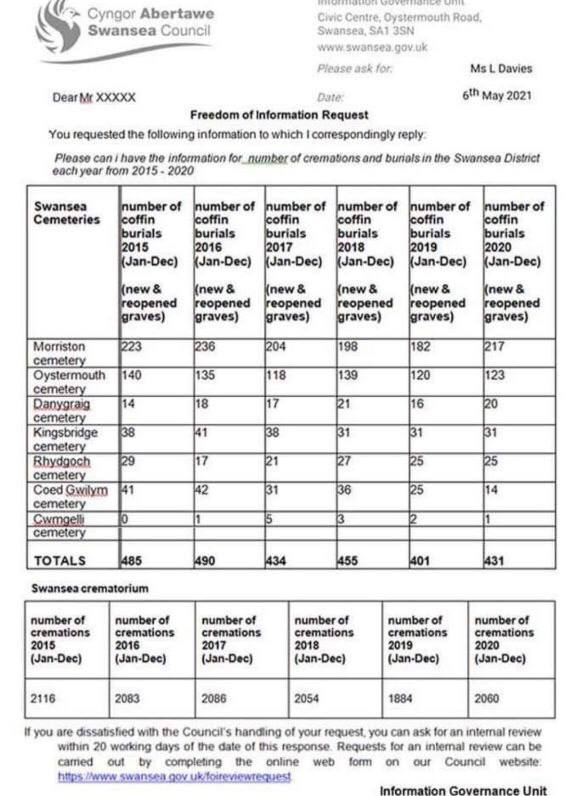 Information Governance Unit
Cyngor Abertawe
Swansea Council
Civic Centre, Oystermouth Road,
Swansea, SA1 3SN
www.swansea.gov.uk
Please ask for: Ms L Davies
Dear Mr XXXXX Date: 6th May 2021
Freedom of Information Request
You requested the following information to which I correspondingly reply:
Please can i have the information for number of cremations and burials in the Swansea District
each year from 2015 - 2020
Swansea number of number of number of number of number of number of
Cemeteries coffin coffin coffin coffin coffin coffin
burials burials burials burials burials burials
2015 2016 2017 2018 2019 2020
(Jan-Dec) (Jan-Dec) (Jan-Dec) (Jan-Dec) (Jan-Dec) (Jan-Dec)
(new & (new & (new & (new & (new & (new &
reopened reopened reopened reopened reopened reopened
graves) graves) graves) graves) graves) graves)
Morriston 223 236 204 198 182 217
cemetery
Oystermouth 140 135 118 139 120 123
cemetery
Danygraig 14 18 17 21 16 20
cemetery
Kingsbridge 38 41 38 31 31 31
cemetery
Rhydgoch 29 17 21 27 25 25
cemetery
Coed Gwilym 41 42 31 36 25 14
cemetery
Cwmgelli 0 1 5 3 2 1
cemetery
TOTALS 485 490 434 455 401 431
Swansea crematorium
number of number of number of number of number of number of
cremations cremations cremations cremations cremations cremations
2015 2016 2017 2018 2019 2020
(Jan-Dec) (Jan-Dec) (Jan-Dec) (Jan-Dec) (Jan-Dec) (Jan-Dec)
2116 2083 2086 2054 1884 2060
If you are dissatisfied with the Council's handling of your request, you can ask for an internal review
within 20 working days of the date of this response. Requests for an internal review can be
carried out by completing the online web form on our Council website:
https://www.swansea.gov.uk/foireviewrequest
Information Governance Unit